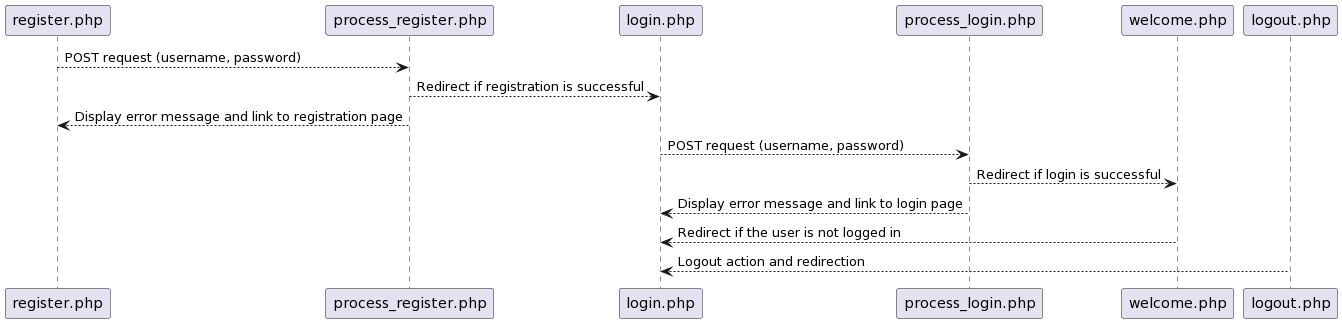 register.php
process_register.php
login.php
process_login.php
welcome.php
logout.php
POST request (username, password)
Redirect if registration is successful
Display error message and link to registration page
POST request (username, password)
Redirect if login is successful
Display error message and link to login page
Redirect if the user is not logged in
Logout action and redirection
register.php
process_register.php
login.php
process_login.php
welcome.php
logout.php